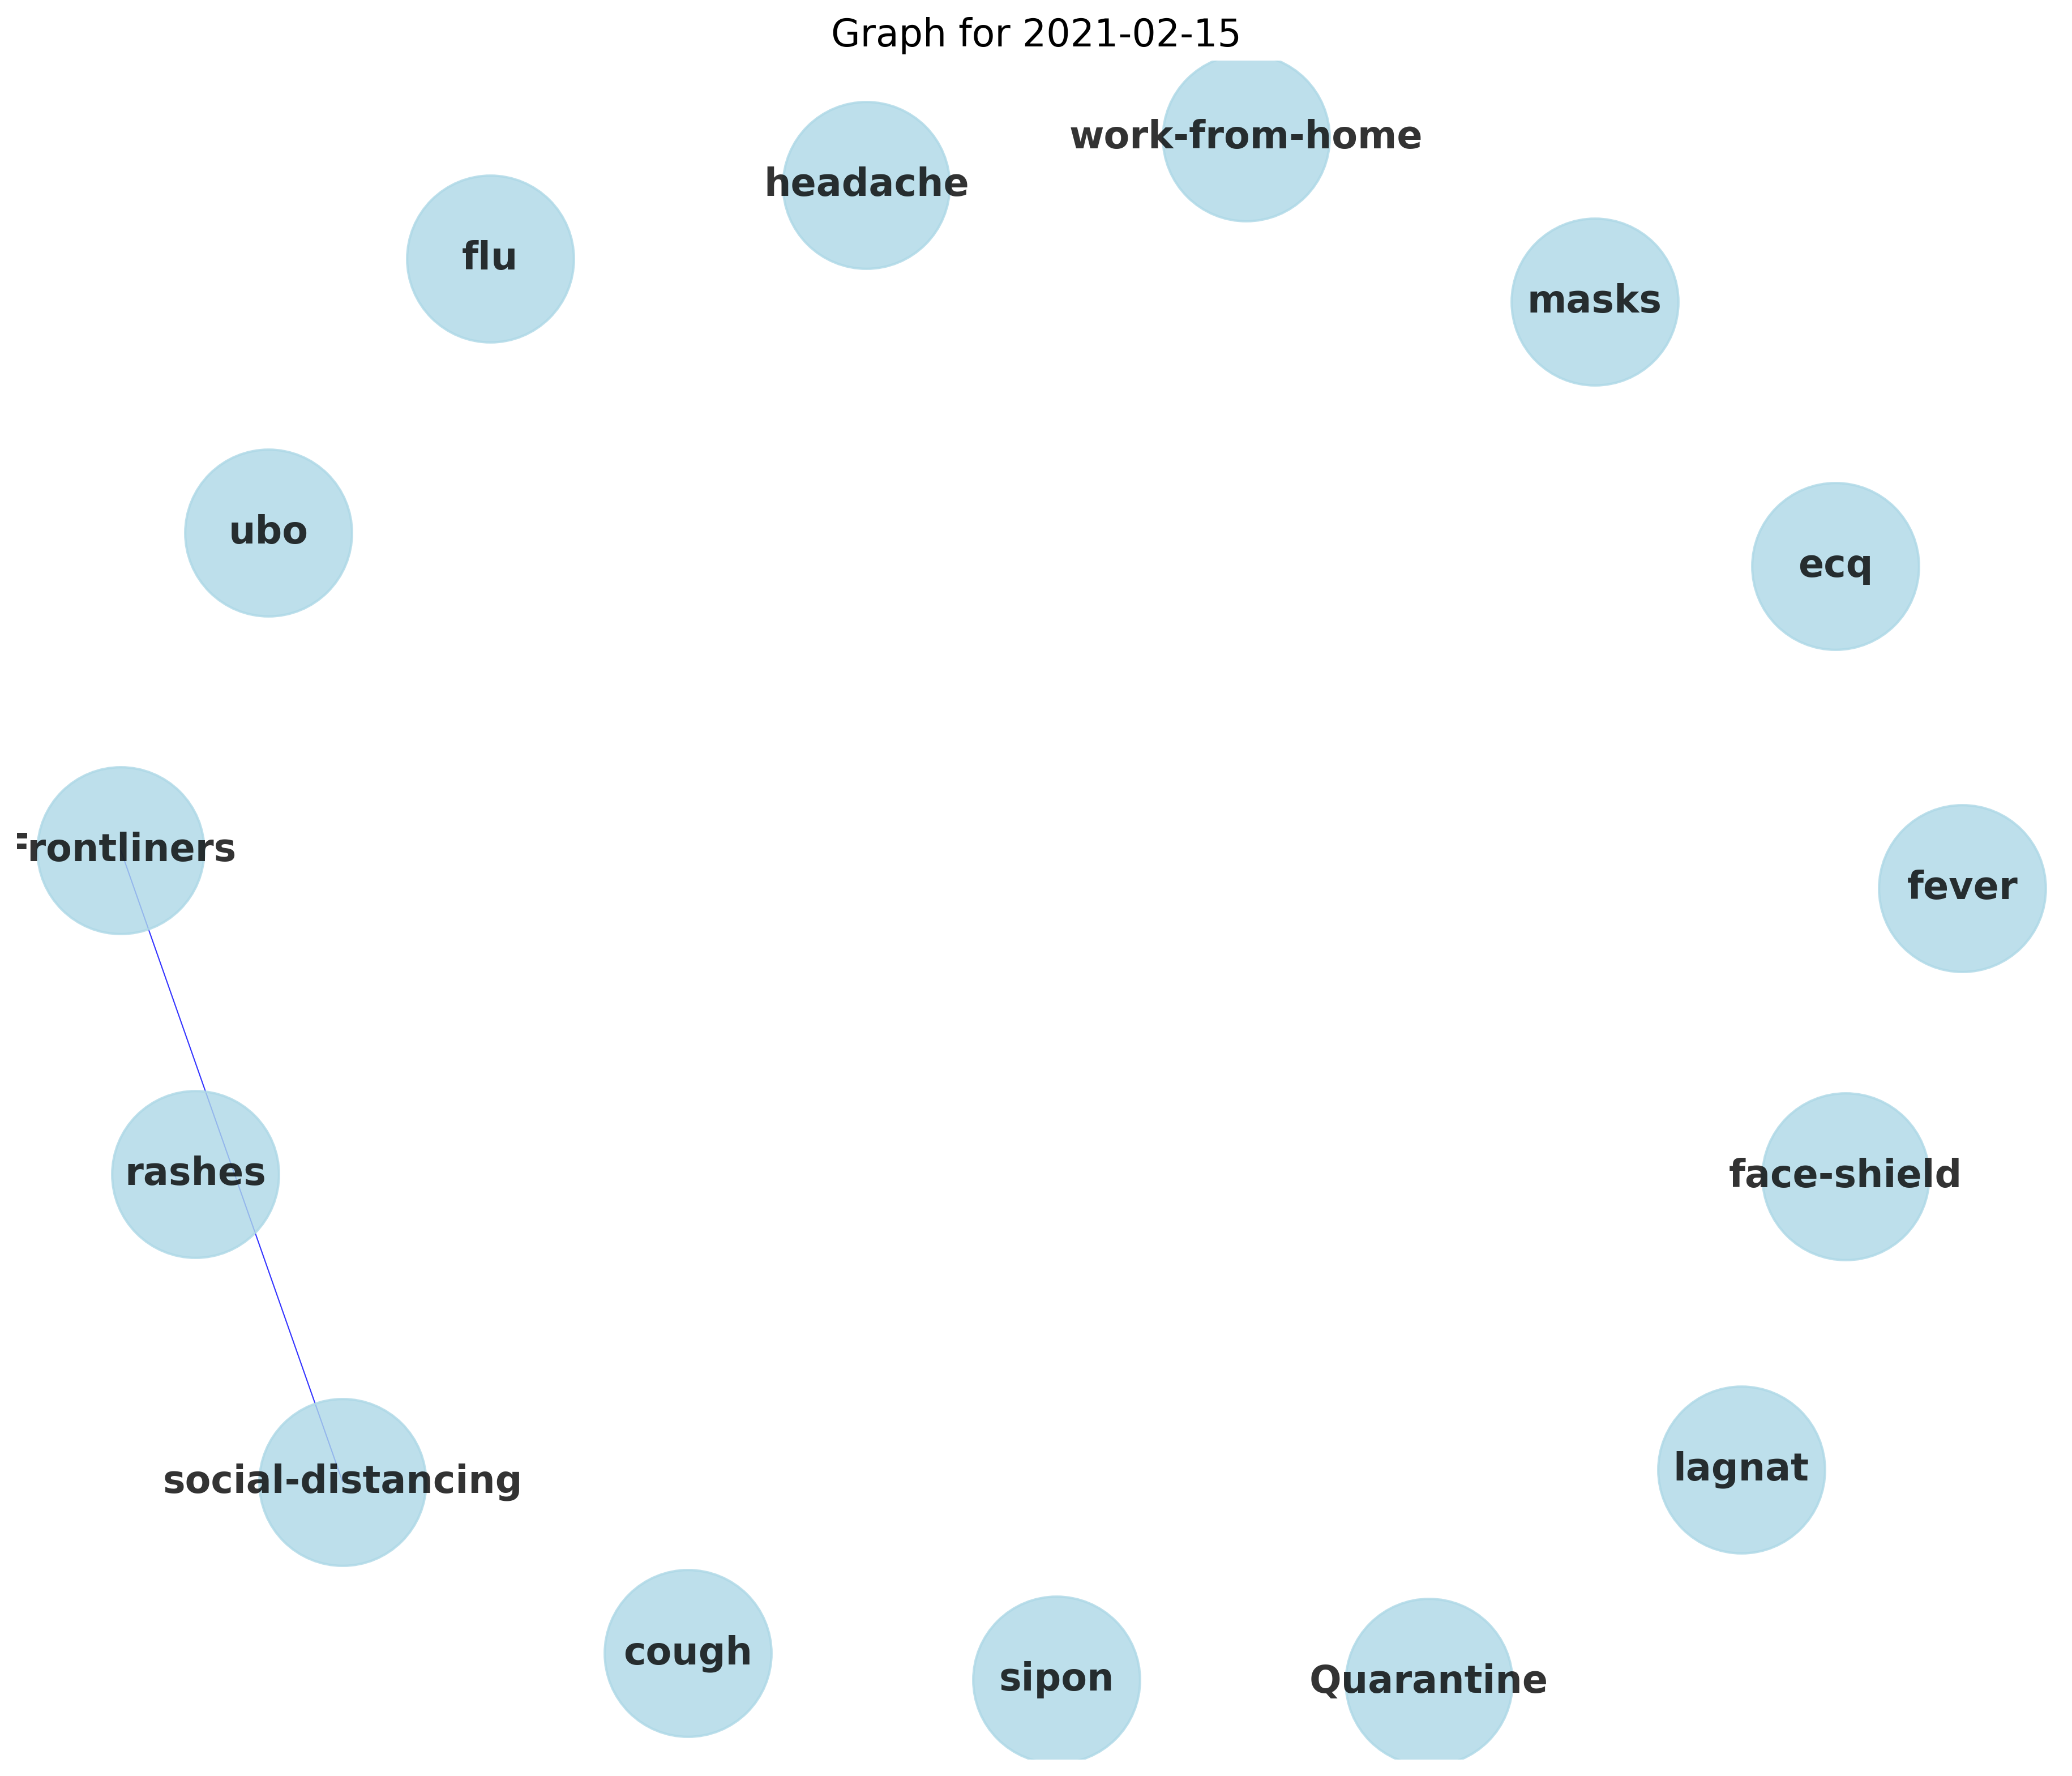 Graph for 2021-02-15
work-from-home
headache
flu
masks
ubo
ecq
Frontliners
fever
rashes
face-shield
social-distancing
lagnat
cough
sipon
Quarantine